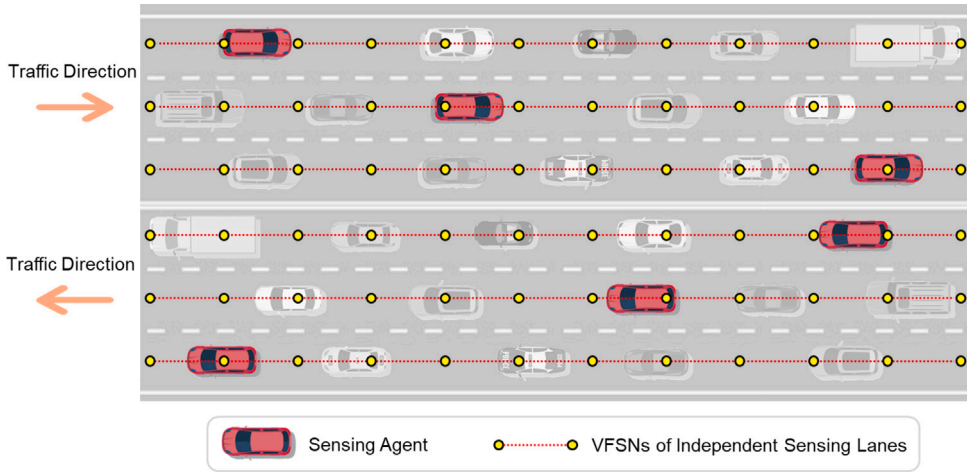 Traffic Direction
Traffic Direction
Sensing Agent
VFSNs of Independent Sensing Lanes